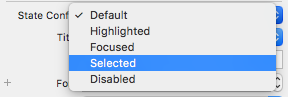 State Conf
✓ Default
Highlighted
Tit
Focused
Selected
Disabled
+ Fo